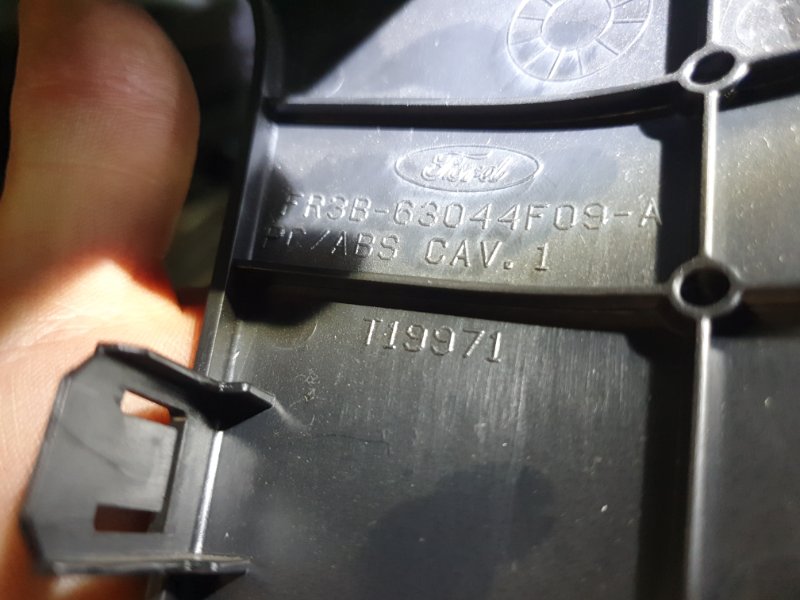 Ford
FR3B-63044F09-A
PC/ABS CAV. 1
T19971